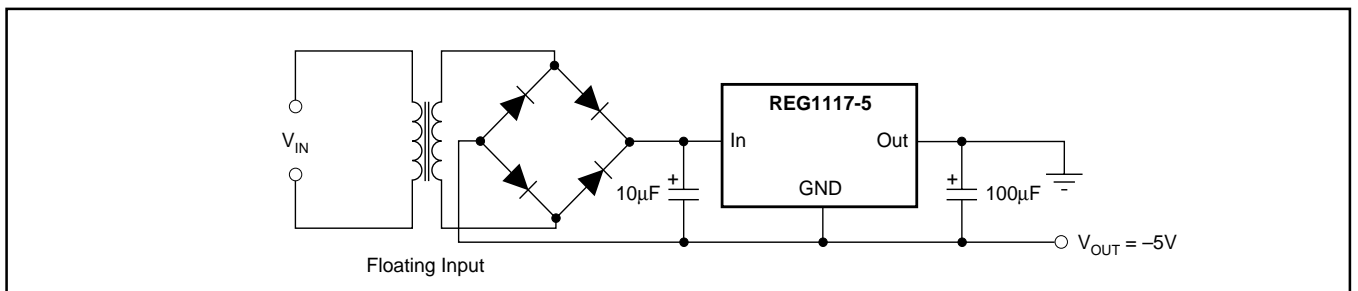 REG1117-5
V_IN
In
Out
GND
+
10µF
+
100µF
V_OUT = –5V
Floating Input